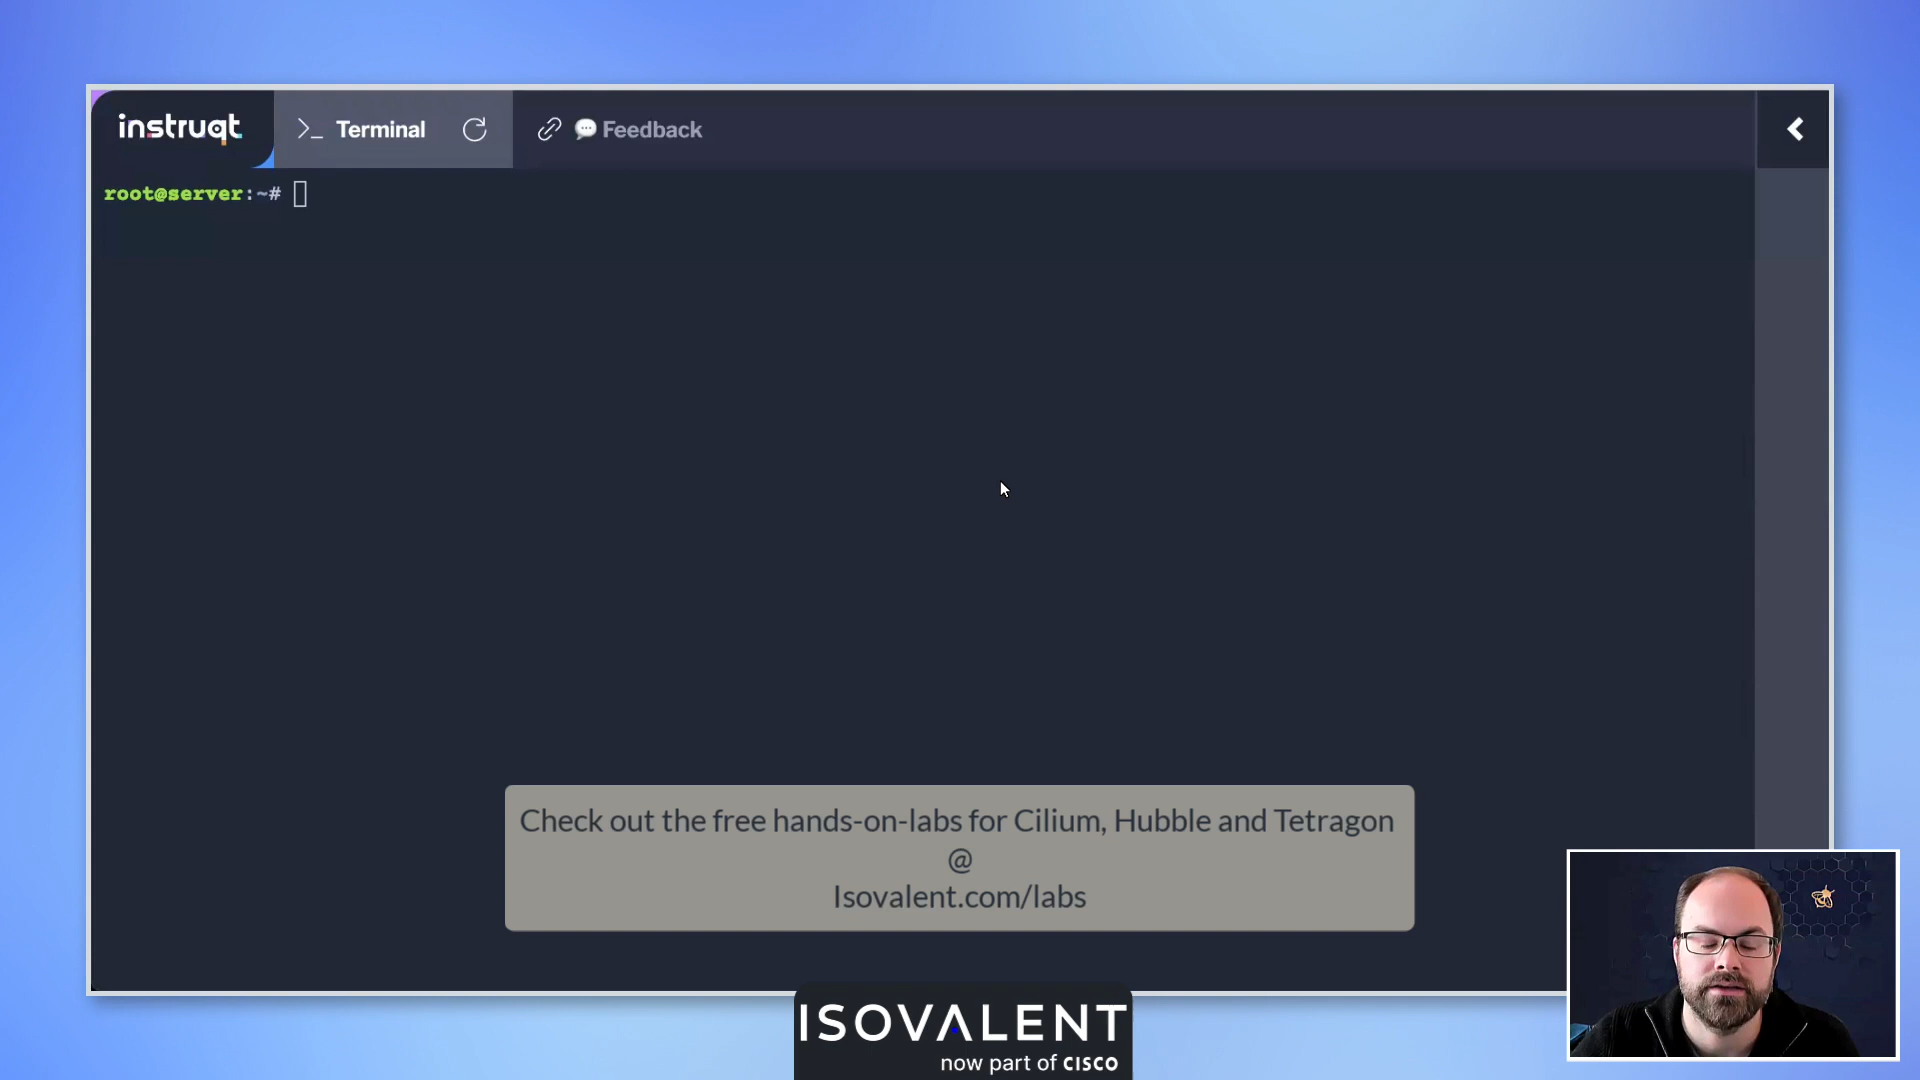 instruqt
>_ Terminal
Feedback
root@server:~#
Check out the free hands-on-labs for Cilium, Hubble and Tetragon
@
Isovalent.com/labs
ISOVALENT
now part of CISCO